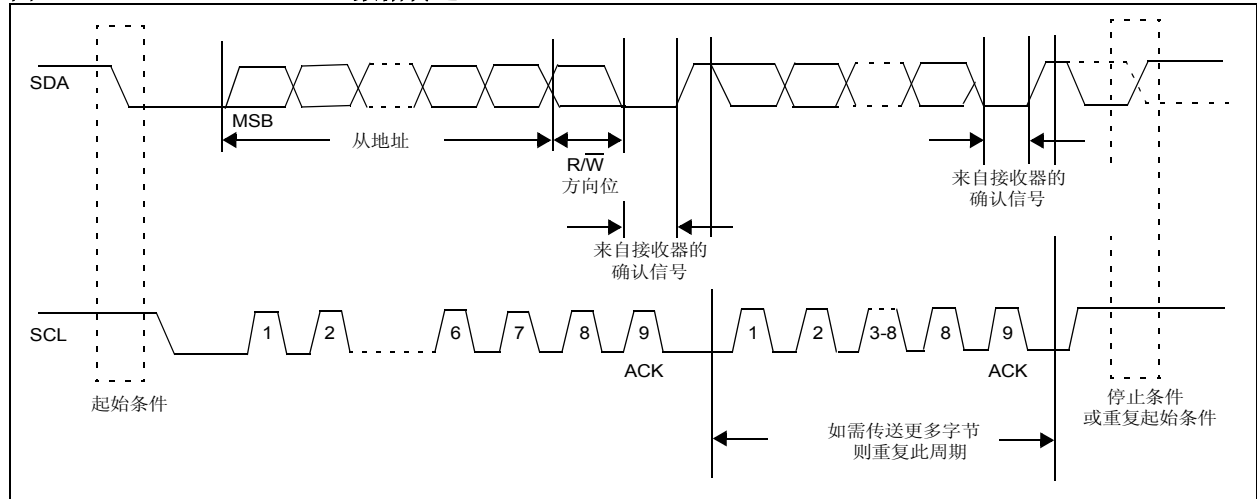 SDA
MSB
从地址
R/W
方向位
来自接收器的
确认信号
来自接收器的
确认信号
SCL
1
2
6
7
8
9
ACK
1
2
3-8
8
9
ACK
起始条件
停止条件
或重复起始条件
如需传送更多字节
则重复此周期